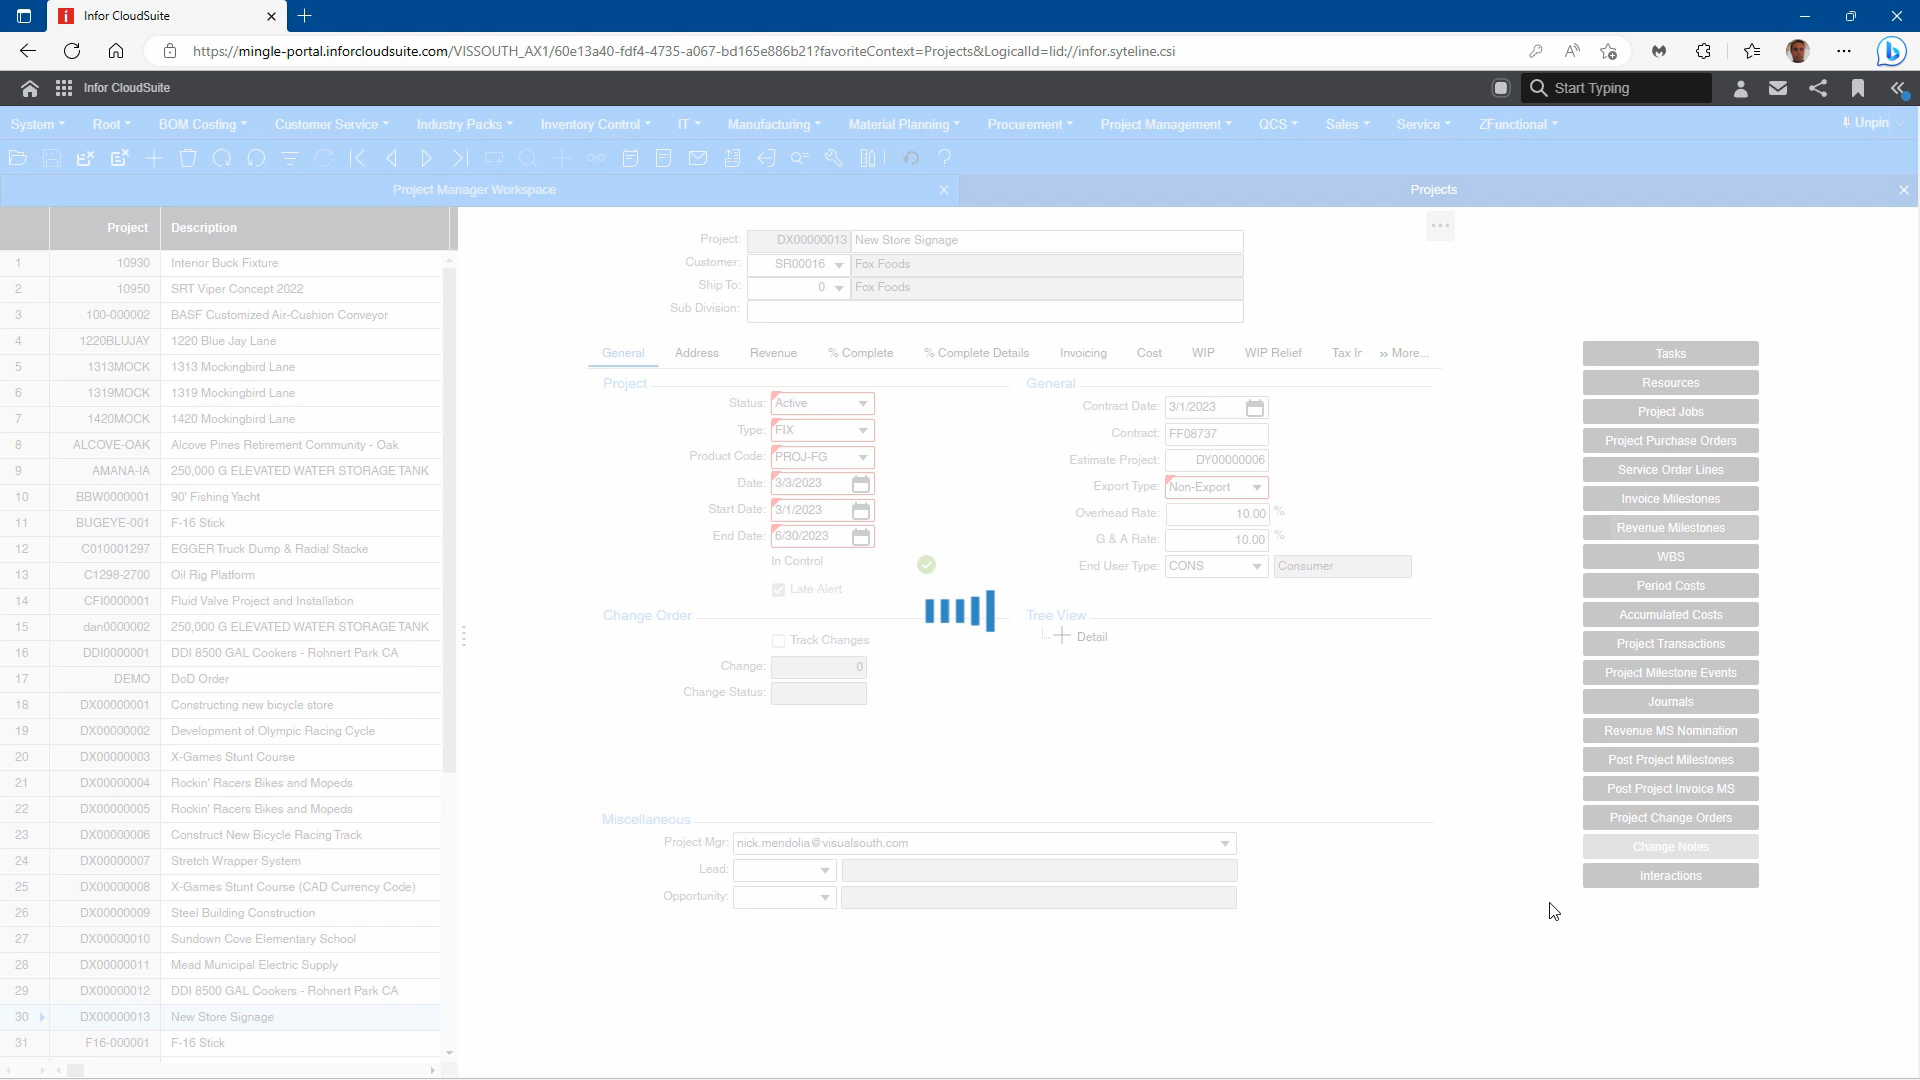 Infor CloudSuite
https://mingle-portal.inforcloudsuite.com/VISSOUTH_AX1/60e13a40-fdf4-4735-a067-bd165e886b21?favoriteContext=Projects&LogicalId=lid://infor.syteline.csi
Infor CloudSuite
Start Typing
System Root BOM Costing Customer Service Industry Packs Inventory Control IT Manufacturing Material Planning Procurement Project Management QCS Sales Service ZFunctional Unpin
Project Manager Workspace
Projects
Project Description
1 10930 Interior Buck Fixture
2 10950 SRT Viper Concept 2022
3 100-000002 BASF Customized Air-Cushion Conveyor
4 1220BLUJAY 1220 Blue Jay Lane
5 1313MOCK 1313 Mockingbird Lane
6 1319MOCK 1319 Mockingbird Lane
7 1420MOCK 1420 Mockingbird Lane
8 ALCOVE-OAK Alcove Pines Retirement Community - Oak
9 AMANA-IA 250,000 G ELEVATED WATER STORAGE TANK
10 BBW0000001 90' Fishing Yacht
11 BUGEYE-001 F-16 Stick
12 C010001297 EGGER Truck Dump & Radial Stacke
13 C1298-2700 Oil Rig Platform
14 CFI0000001 Fluid Valve Project and Installation
15 dan0000002 250,000 G ELEVATED WATER STORAGE TANK
16 DDI0000001 DDI 8500 GAL Cookers - Rohnert Park CA
17 DEMO DoD Order
18 DX00000001 Constructing new bicycle store
19 DX00000002 Development of Olympic Racing Cycle
20 DX00000003 X-Games Stunt Course
21 DX00000004 Rockin' Racers Bikes and Mopeds
22 DX00000005 Rockin' Racers Bikes and Mopeds
23 DX00000006 Construct New Bicycle Racing Track
24 DX00000007 Stretch Wrapper System
25 DX00000008 X-Games Stunt Course (CAD Currency Code)
26 DX00000009 Steel Building Construction
27 DX00000010 Sundown Cove Elementary School
28 DX00000011 Mead Municipal Electric Supply
29 DX00000012 DDI 8500 GAL Cookers - Rohnert Park CA
30 DX00000013 New Store Signage
31 F16-000001 F-16 Stick
Project: DX00000013 New Store Signage
Customer: SR00016 Fox Foods
Ship To: 0 Fox Foods
Sub Division:
General Address Revenue % Complete % Complete Details Invoicing Cost WIP WIP Relief Tax Ir » More...
Project
Status: Active
Type: FIX
Product Code: PROJ-FG
Date: 3/3/2023
Start Date: 3/1/2023
End Date: 6/30/2023
In Control
Late Alert
General
Contract Date: 3/1/2023
Contract: FF08737
Estimate Project: DY00000006
Export Type: Non-Export
Overhead Rate: 10.00 %
G & A Rate: 10.00 %
End User Type: CONS Consumer
Change Order
Track Changes
Change: 0
Change Status:
Tree View
Detail
Miscellaneous
Project Mgr: nick.mendolia@visualsouth.com
Lead:
Opportunity:
Tasks
Resources
Project Jobs
Project Purchase Orders
Service Order Lines
Invoice Milestones
Revenue Milestones
WBS
Period Costs
Accumulated Costs
Project Transactions
Project Milestone Events
Journals
Revenue MS Nomination
Post Project Milestones
Post Project Invoice MS
Project Change Orders
Change Notes
Interactions